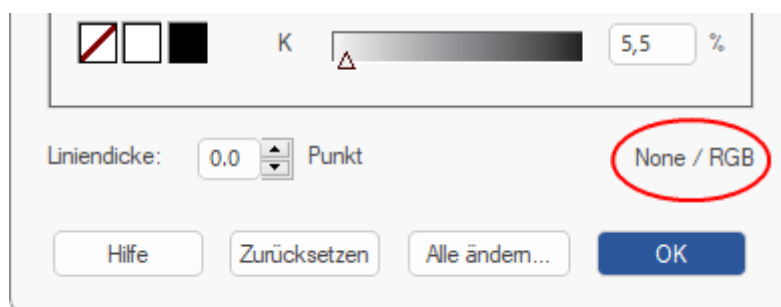 K 5,5 %
Liniendicke: 0.0 Punkt None / RGB
Hilfe Zurücksetzen Alle ändern... OK